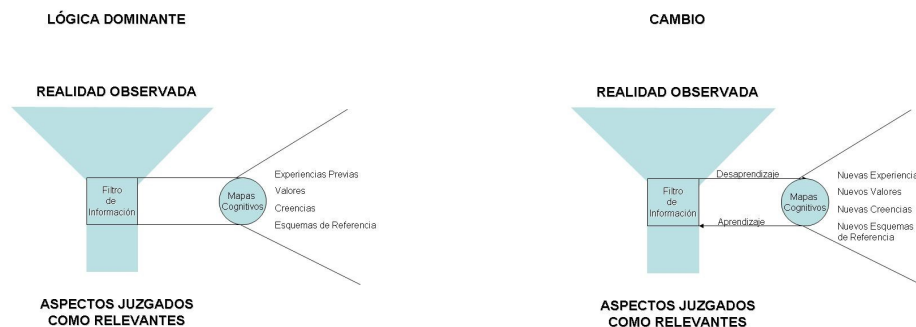 LÓGICA DOMINANTE
REALIDAD OBSERVADA
Filtro
de
Información
Mapas
Cognitivos
Experiencias Previas
Valores
Creencias
Esquemas de Referencia
ASPECTOS JUZGADOS
COMO RELEVANTES
CAMBIO
REALIDAD OBSERVADA
Filtro
de
Información
Desaprendizaje
Aprendizaje
Mapas
Cognitivos
Nuevas Experiencia
Nuevos Valores
Nuevas Creencias
Nuevos Esquemas
de Referencia
ASPECTOS JUZGADOS
COMO RELEVANTES